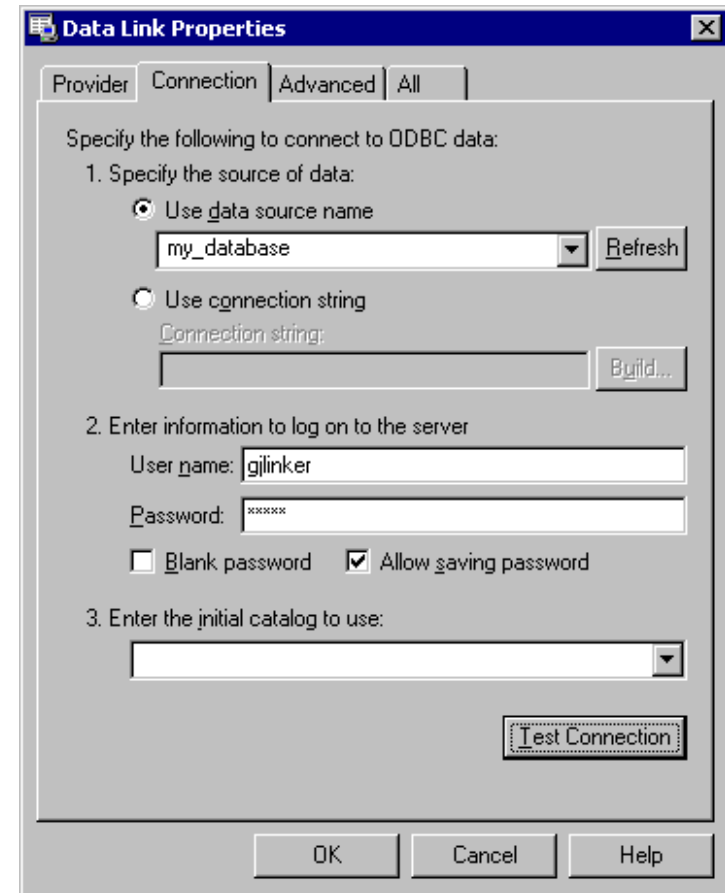 Data Link Properties
Provider Connection Advanced All
Specify the following to connect to ODBC data:
1. Specify the source of data:
Use data source name
my_database Refresh
Use connection string
Connection string:
Build...
2. Enter information to log on to the server
User name: gjlinker
Password: *****
Blank password Allow saving password
3. Enter the initial catalog to use:
Test Connection
OK Cancel Help